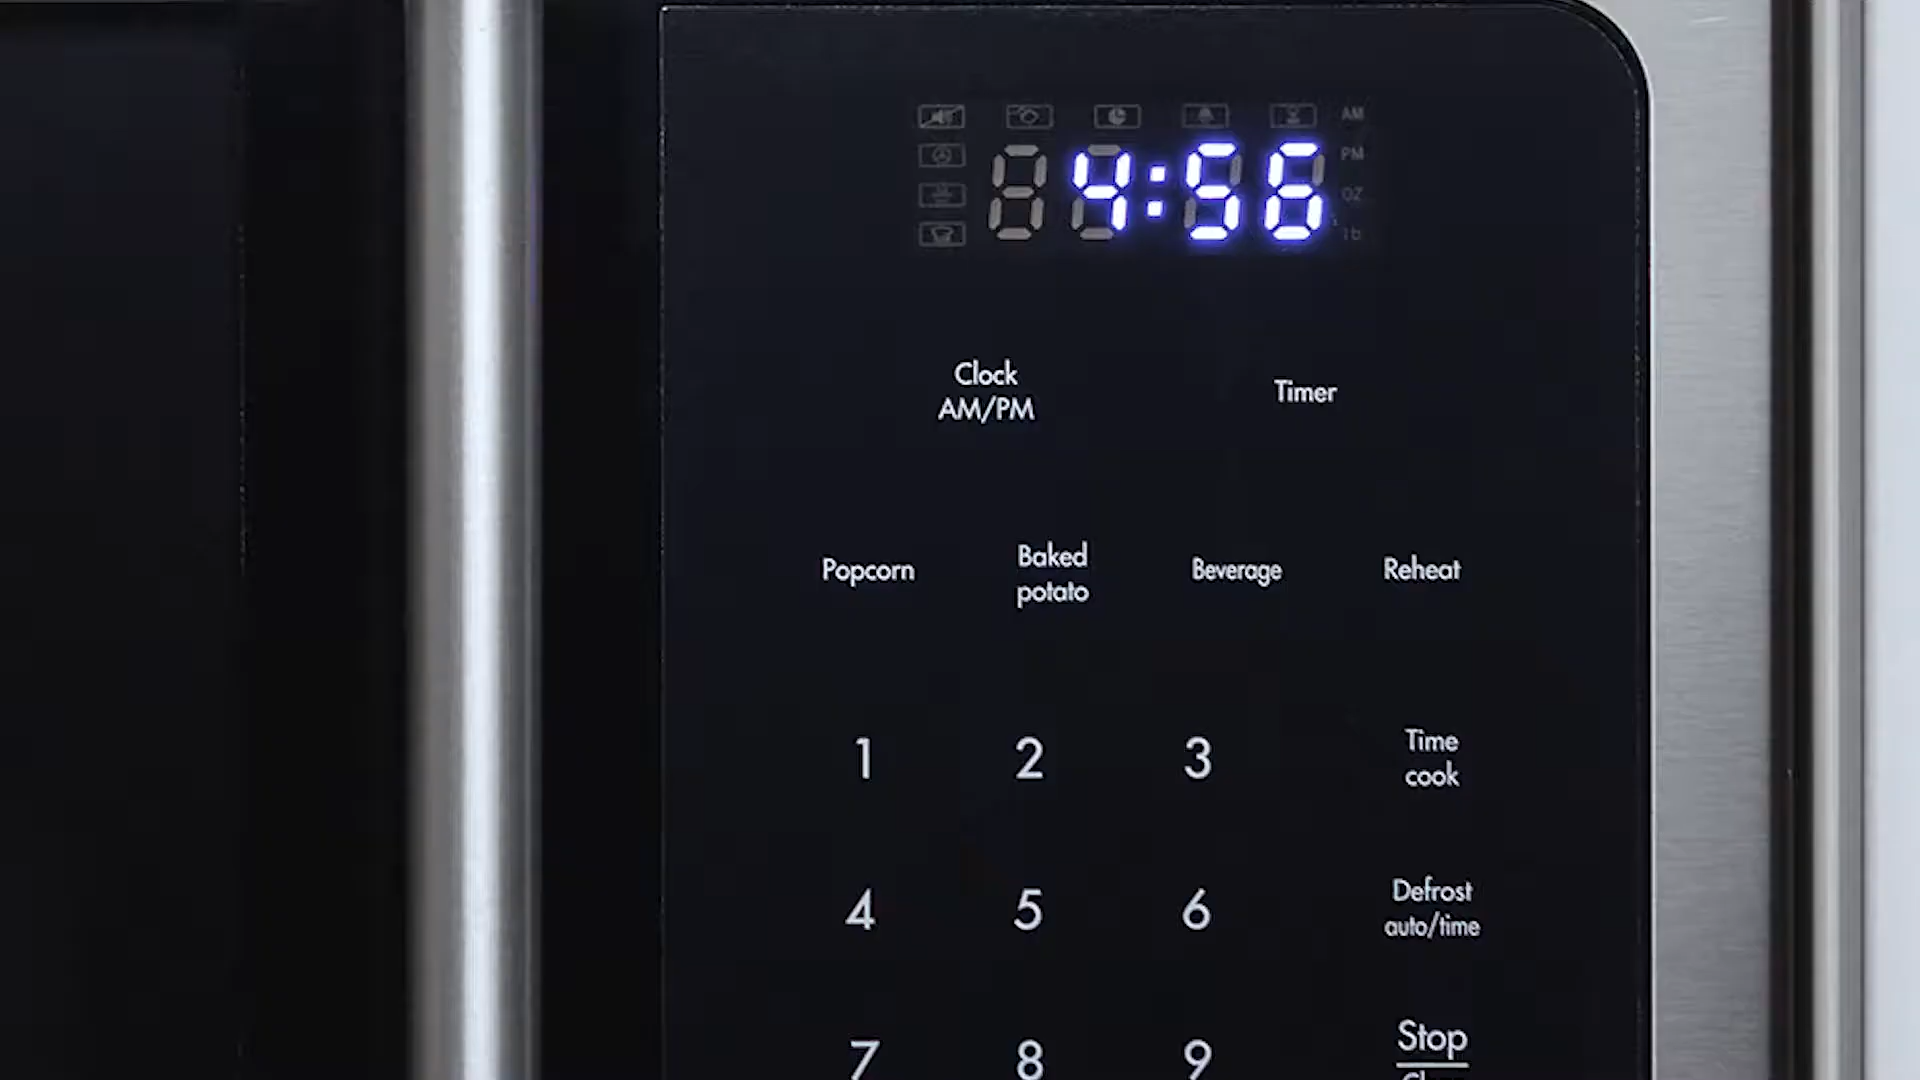 AM
4:56
PM
OZ
lb
Clock
AM/PM
Timer
Popcorn
Baked
potato
Beverage
Reheat
1 2 3
Time
cook
4 5 6
Defrost
auto/time
7 8 9
Stop